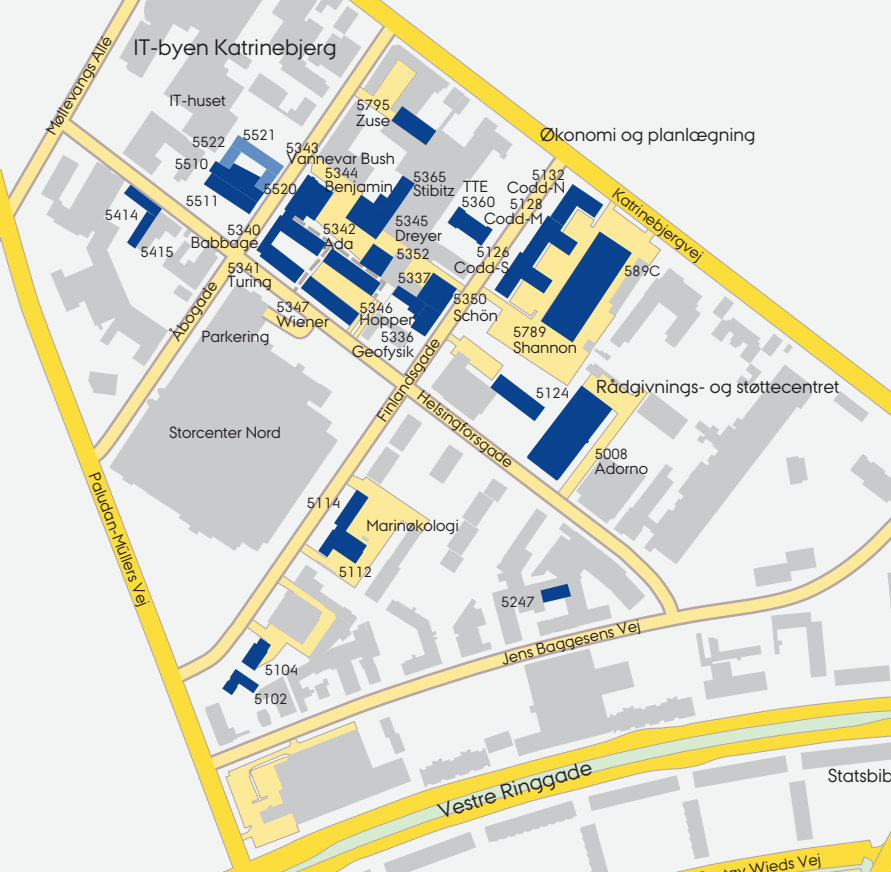 IT-byen Katrinebjerg
Møllevangs Allé
IT-huset
5795
Zuse
Økonomi og planlægning
5521
5522
5510
5511
5343
Vannevar Bush
5344
Benjamin
5520
5365
Stibitz
TTE
5360
5132
Codd-N
5128
Codd-M
Katrinebjergvej
5414
5415
5340
Babbage
5342
Ada
5345
Dreyer
5352
5126
Codd-S
589C
5341
Turing
5337
5347
Wiener
5346
Hopper
5350
Schön
5336
Geofysik
5789
Shannon
Åbogade
Parkering
Finlandsgade
Helsingforsgade
5124
Rådgivnings- og støttecentret
Storcenter Nord
5008
Adorno
Paludan-Müllers Vej
5114
Marinøkologi
5112
5247
Jens Baggesens Vej
5104
5102
Vestre Ringgade
Statsbib
Wieds Vej